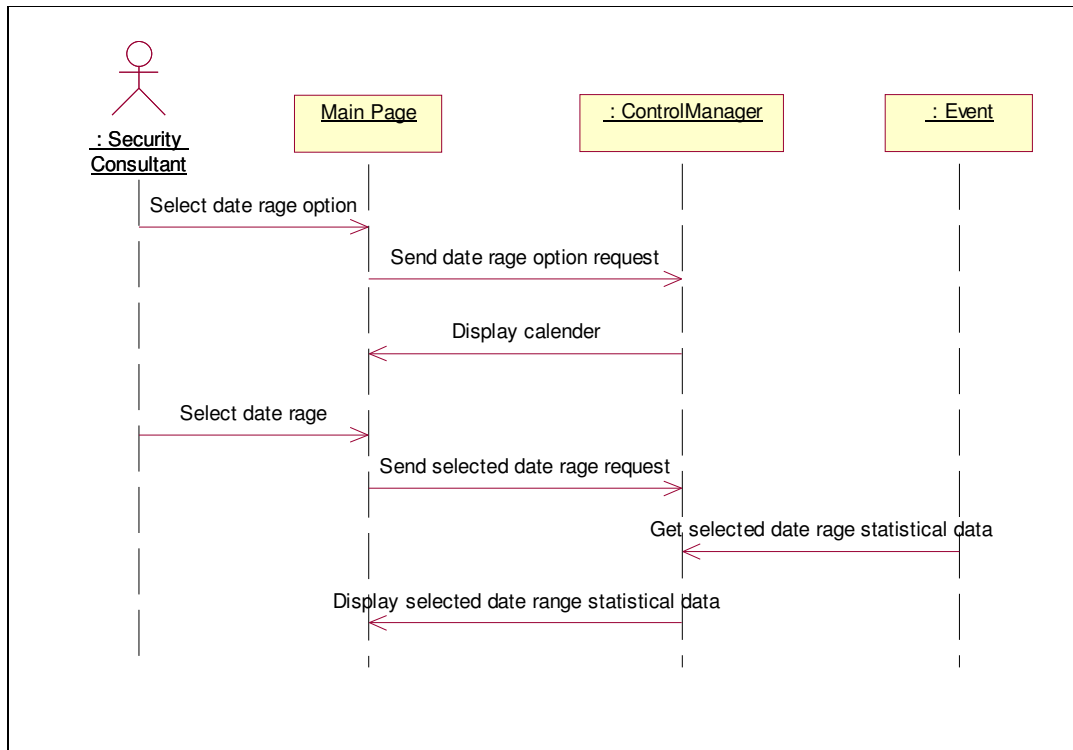 : Security
Consultant
Main Page
: ControlManager
: Event
Select date rage option
Send date rage option request
Display calender
Select date rage
Send selected date rage request
Get selected date rage statistical data
Display selected date range statistical data